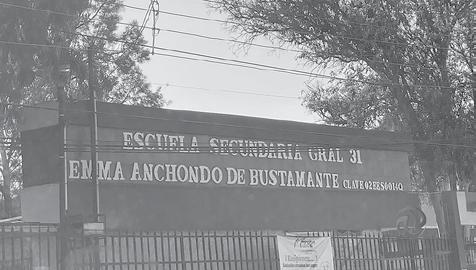 ESCUELA SECUNDARIA GRAL 31
EMMA ANCHONDO DE BUSTAMANTE CLAVE 02EES0014Q